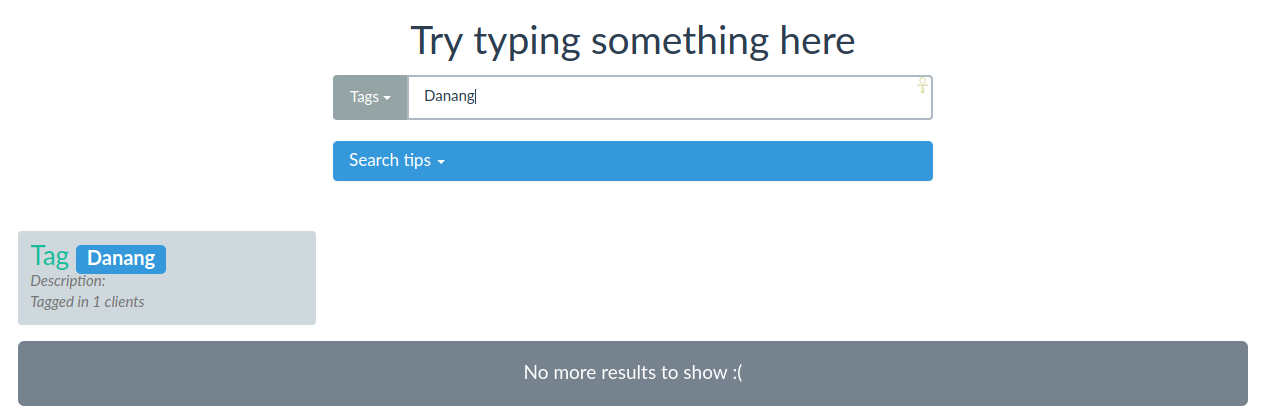 Try typing something here
Tags
Danang
Search tips
Tag Danang
Description:
Tagged in 1 clients
No more results to show :(